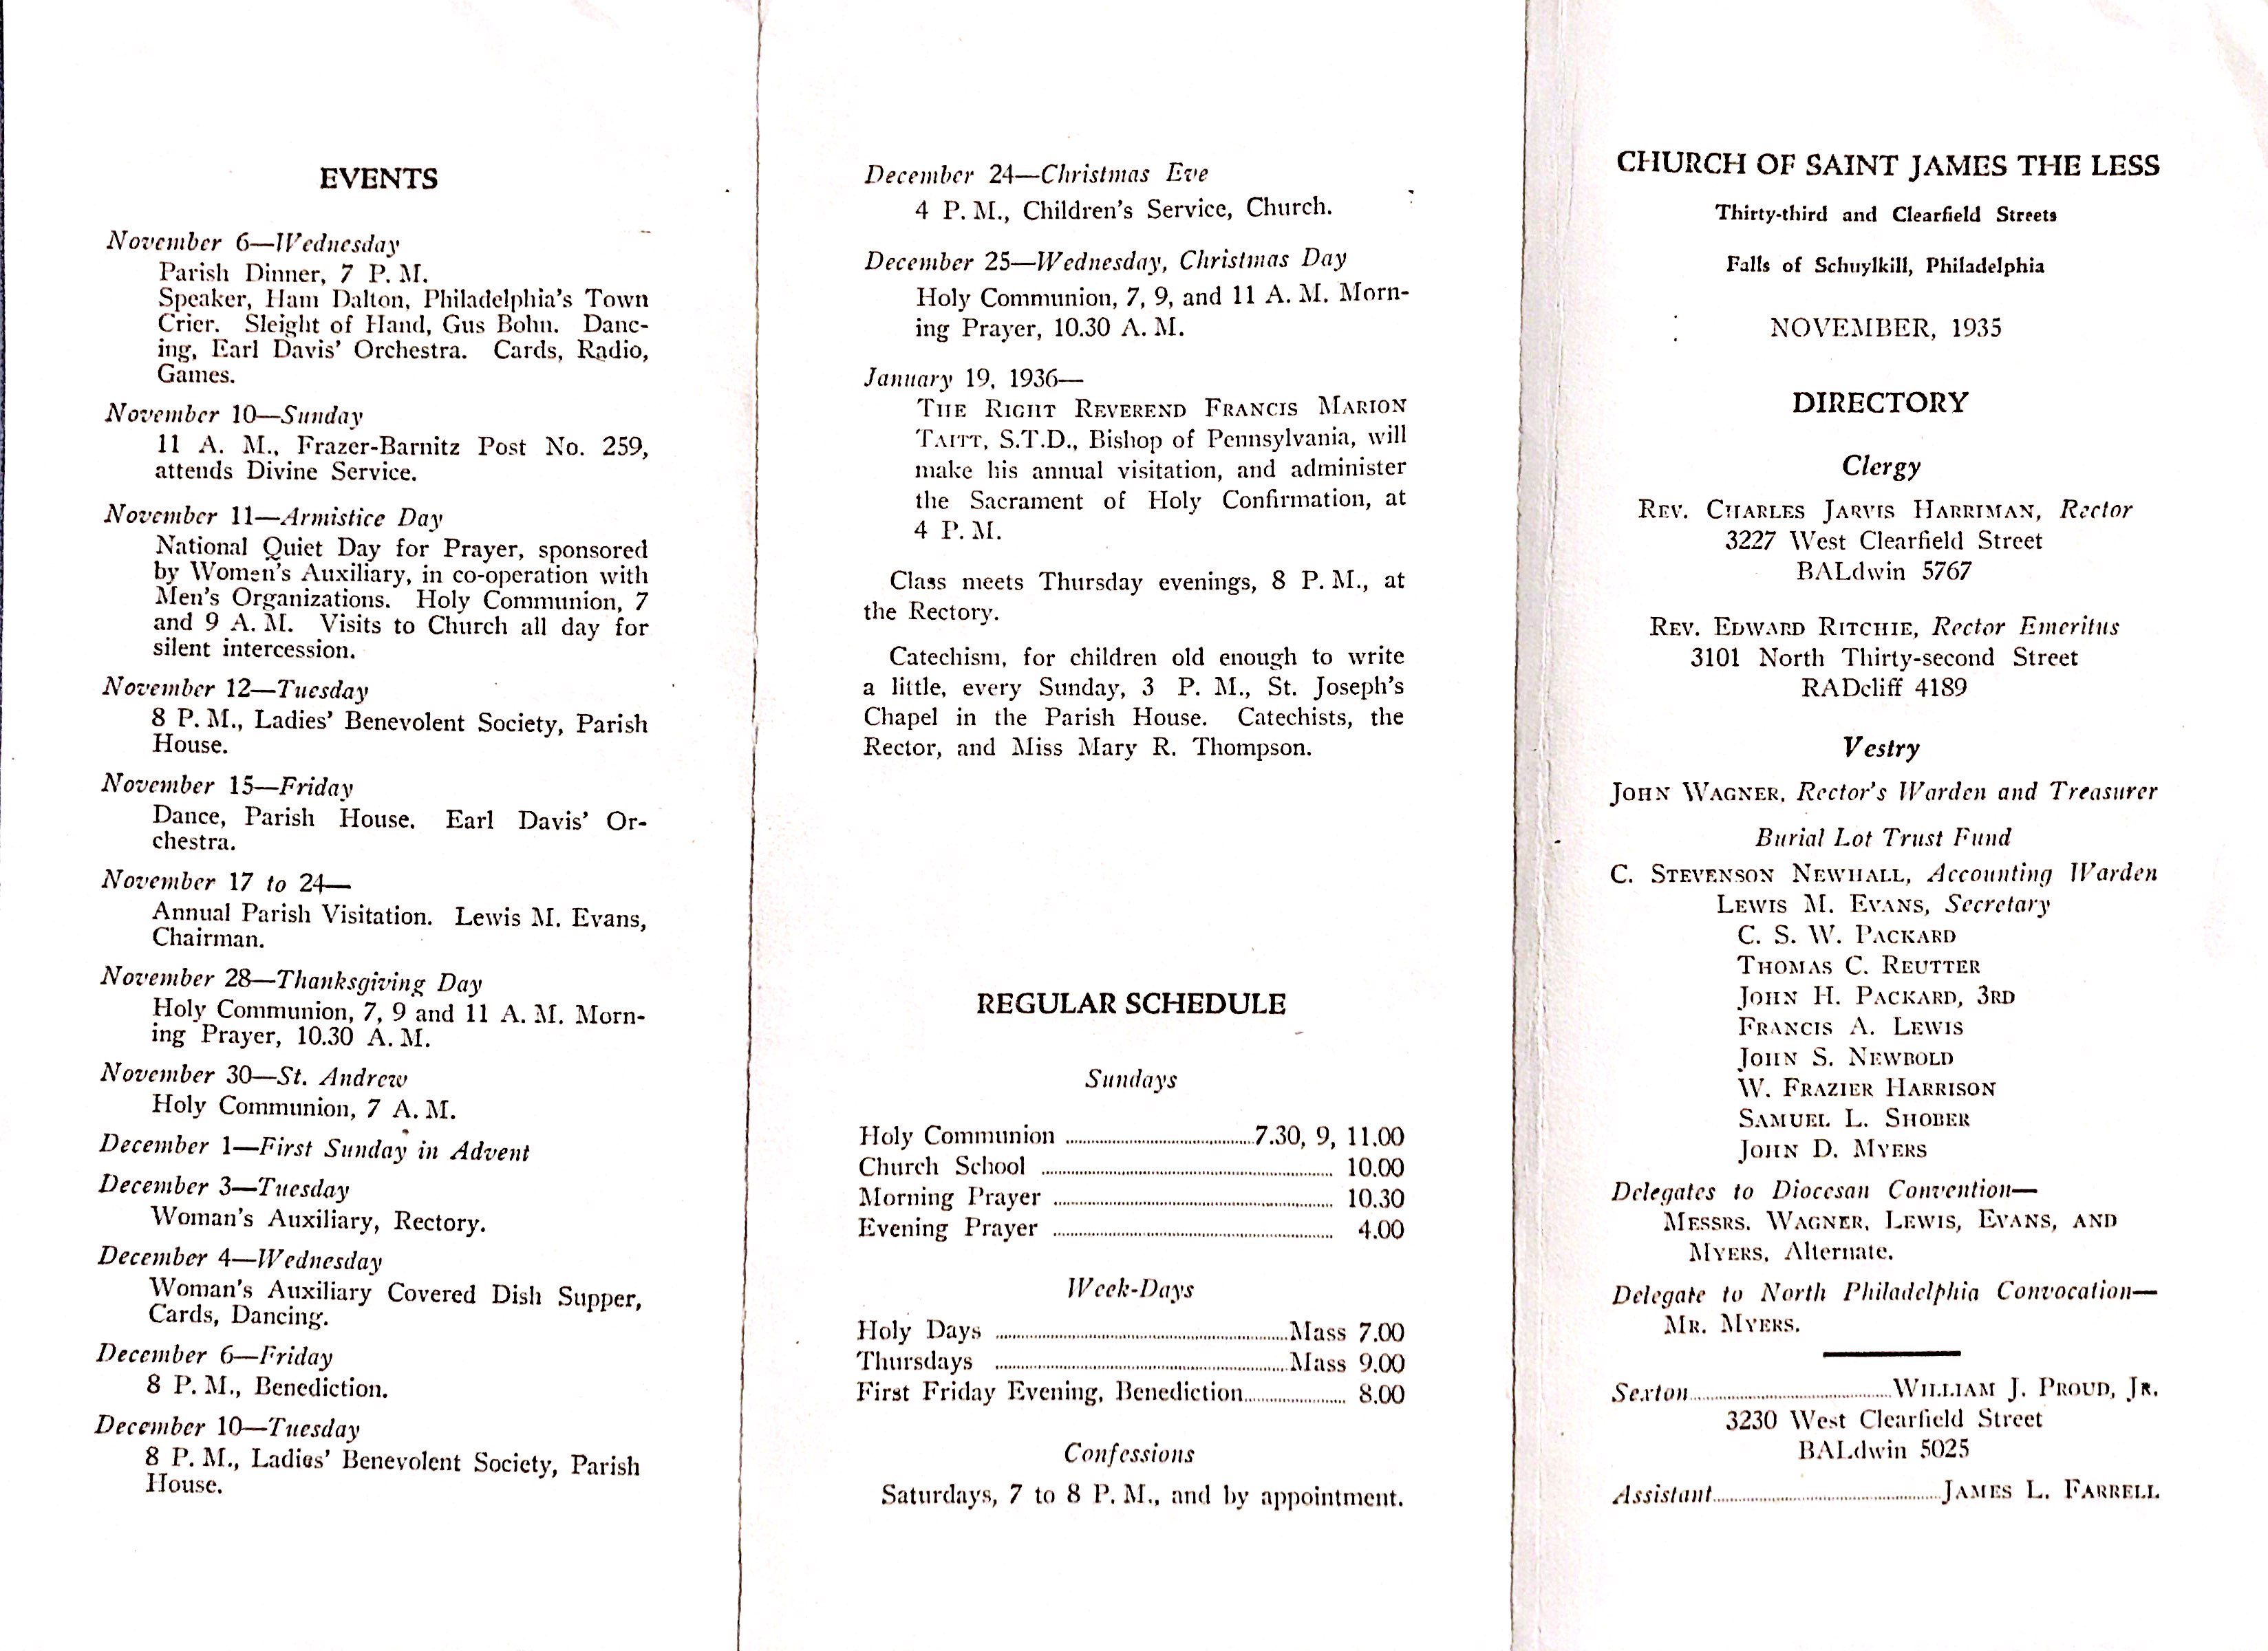 EVENTS
November 6—Wednesday
Parish Dinner, 7 P. M.
Speaker, Ham Dalton, Philadelphia's Town
Crier. Sleight of Hand, Gus Bohn. Danc-
ing, Earl Davis' Orchestra. Cards, Radio,
Games.
November 10—Sunday
11 A. M., Frazer-Barnitz Post No. 259,
attends Divine Service.
November 11—Armistice Day
National Quiet Day for Prayer, sponsored
by Women's Auxiliary, in co-operation with
Men's Organizations. Holy Communion, 7
and 9 A. M. Visits to Church all day for
silent intercession.
November 12—Tuesday
8 P. M., Ladies' Benevolent Society, Parish
House.
November 15—Friday
Dance, Parish House. Earl Davis' Or-
chestra.
November 17 to 24—
Annual Parish Visitation. Lewis M. Evans,
Chairman.
November 28—Thanksgiving Day
Holy Communion, 7, 9 and 11 A. M. Morn-
ing Prayer, 10.30 A. M.
November 30—St. Andrew
Holy Communion, 7 A. M.
December 1—First Sunday in Advent
December 3—Tuesday
Woman's Auxiliary, Rectory.
December 4—Wednesday
Woman's Auxiliary Covered Dish Supper,
Cards, Dancing.
December 6—Friday
8 P. M., Benediction.
December 10—Tuesday
8 P. M., Ladies' Benevolent Society, Parish
House.
December 24—Christmas Eve
4 P. M., Children's Service, Church.
December 25—Wednesday, Christmas Day
Holy Communion, 7, 9, and 11 A. M. Morn-
ing Prayer, 10.30 A. M.
January 19, 1936—
THE RIGHT REVEREND FRANCIS MARION
TAITT, S.T.D., Bishop of Pennsylvania, will
make his annual visitation, and administer
the Sacrament of Holy Confirmation, at
4 P. M.
Class meets Thursday evenings, 8 P. M., at
the Rectory.
Catechism, for children old enough to write
a little, every Sunday, 3 P. M., St. Joseph's
Chapel in the Parish House. Catechists, the
Rector, and Miss Mary R. Thompson.
REGULAR SCHEDULE
Sundays
Holy Communion ........ 7.30, 9, 11.00
Church School ........ 10.00
Morning Prayer ........ 10.30
Evening Prayer ........ 4.00
Week-Days
Holy Days ........ Mass 7.00
Thursdays ........ Mass 9.00
First Friday Evening, Benediction ........ 8.00
Confessions
Saturdays, 7 to 8 P. M., and by appointment.
CHURCH OF SAINT JAMES THE LESS
Thirty-third and Clearfield Streets
Falls of Schuylkill, Philadelphia
NOVEMBER, 1935
DIRECTORY
Clergy
REV. CHARLES JARVIS HARRIMAN, Rector
3227 West Clearfield Street
BALdwin 5767
REV. EDWARD RITCHIE, Rector Emeritus
3101 North Thirty-second Street
RADcliff 4189
Vestry
JOHN WAGNER, Rector's Warden and Treasurer
Burial Lot Trust Fund
C. STEVENSON NEWHALL, Accounting Warden
LEWIS M. EVANS, Secretary
C. S. W. PACKARD
THOMAS C. REUTTER
JOHN H. PACKARD, 3RD
FRANCIS A. LEWIS
JOHN S. NEWBOLD
W. FRAZIER HARRISON
SAMUEL L. SHOBER
JOHN D. MYERS
Delegates to Diocesan Convention—
MESSRS. WAGNER, LEWIS, EVANS, AND
MYERS, Alternate.
Delegate to North Philadelphia Convocation—
MR. MYERS.
Sexton ........ WILLIAM J. PROUD, JR.
3230 West Clearfield Street
BALdwin 5025
Assistant ........ JAMES L. FARRELL